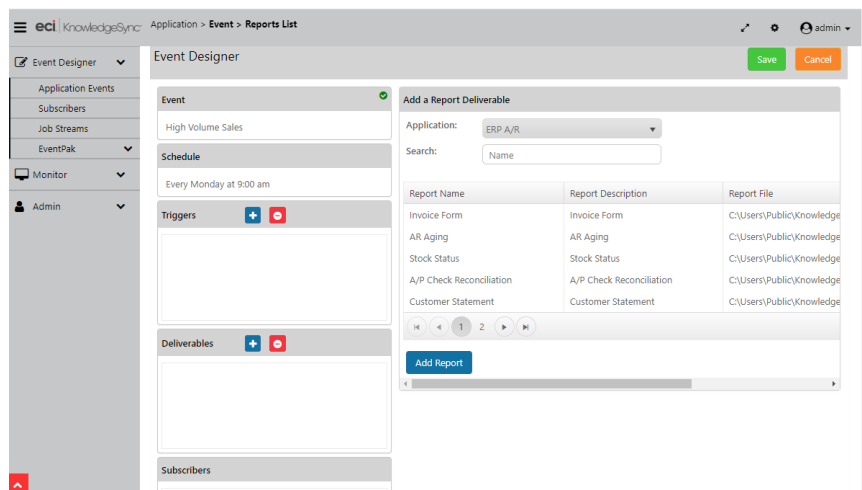 eci KnowledgeSync Application > Event > Reports List admin
Event Designer
Application Events
Subscribers
Job Streams
EventPak
Monitor
Admin
Event Designer
Save Cancel
Event
High Volume Sales
Schedule
Every Monday at 9:00 am
Triggers
Deliverables
Subscribers
Add a Report Deliverable
Application: ERP A/R
Search: Name
Report Name Report Description Report File
Invoice Form Invoice Form C:\Users\Public\Knowledge
AR Aging AR Aging C:\Users\Public\Knowledge
Stock Status Stock Status C:\Users\Public\Knowledge
A/P Check Reconciliation A/P Check Reconciliation C:\Users\Public\Knowledge
Customer Statement Customer Statement C:\Users\Public\Knowledge
1 2
Add Report